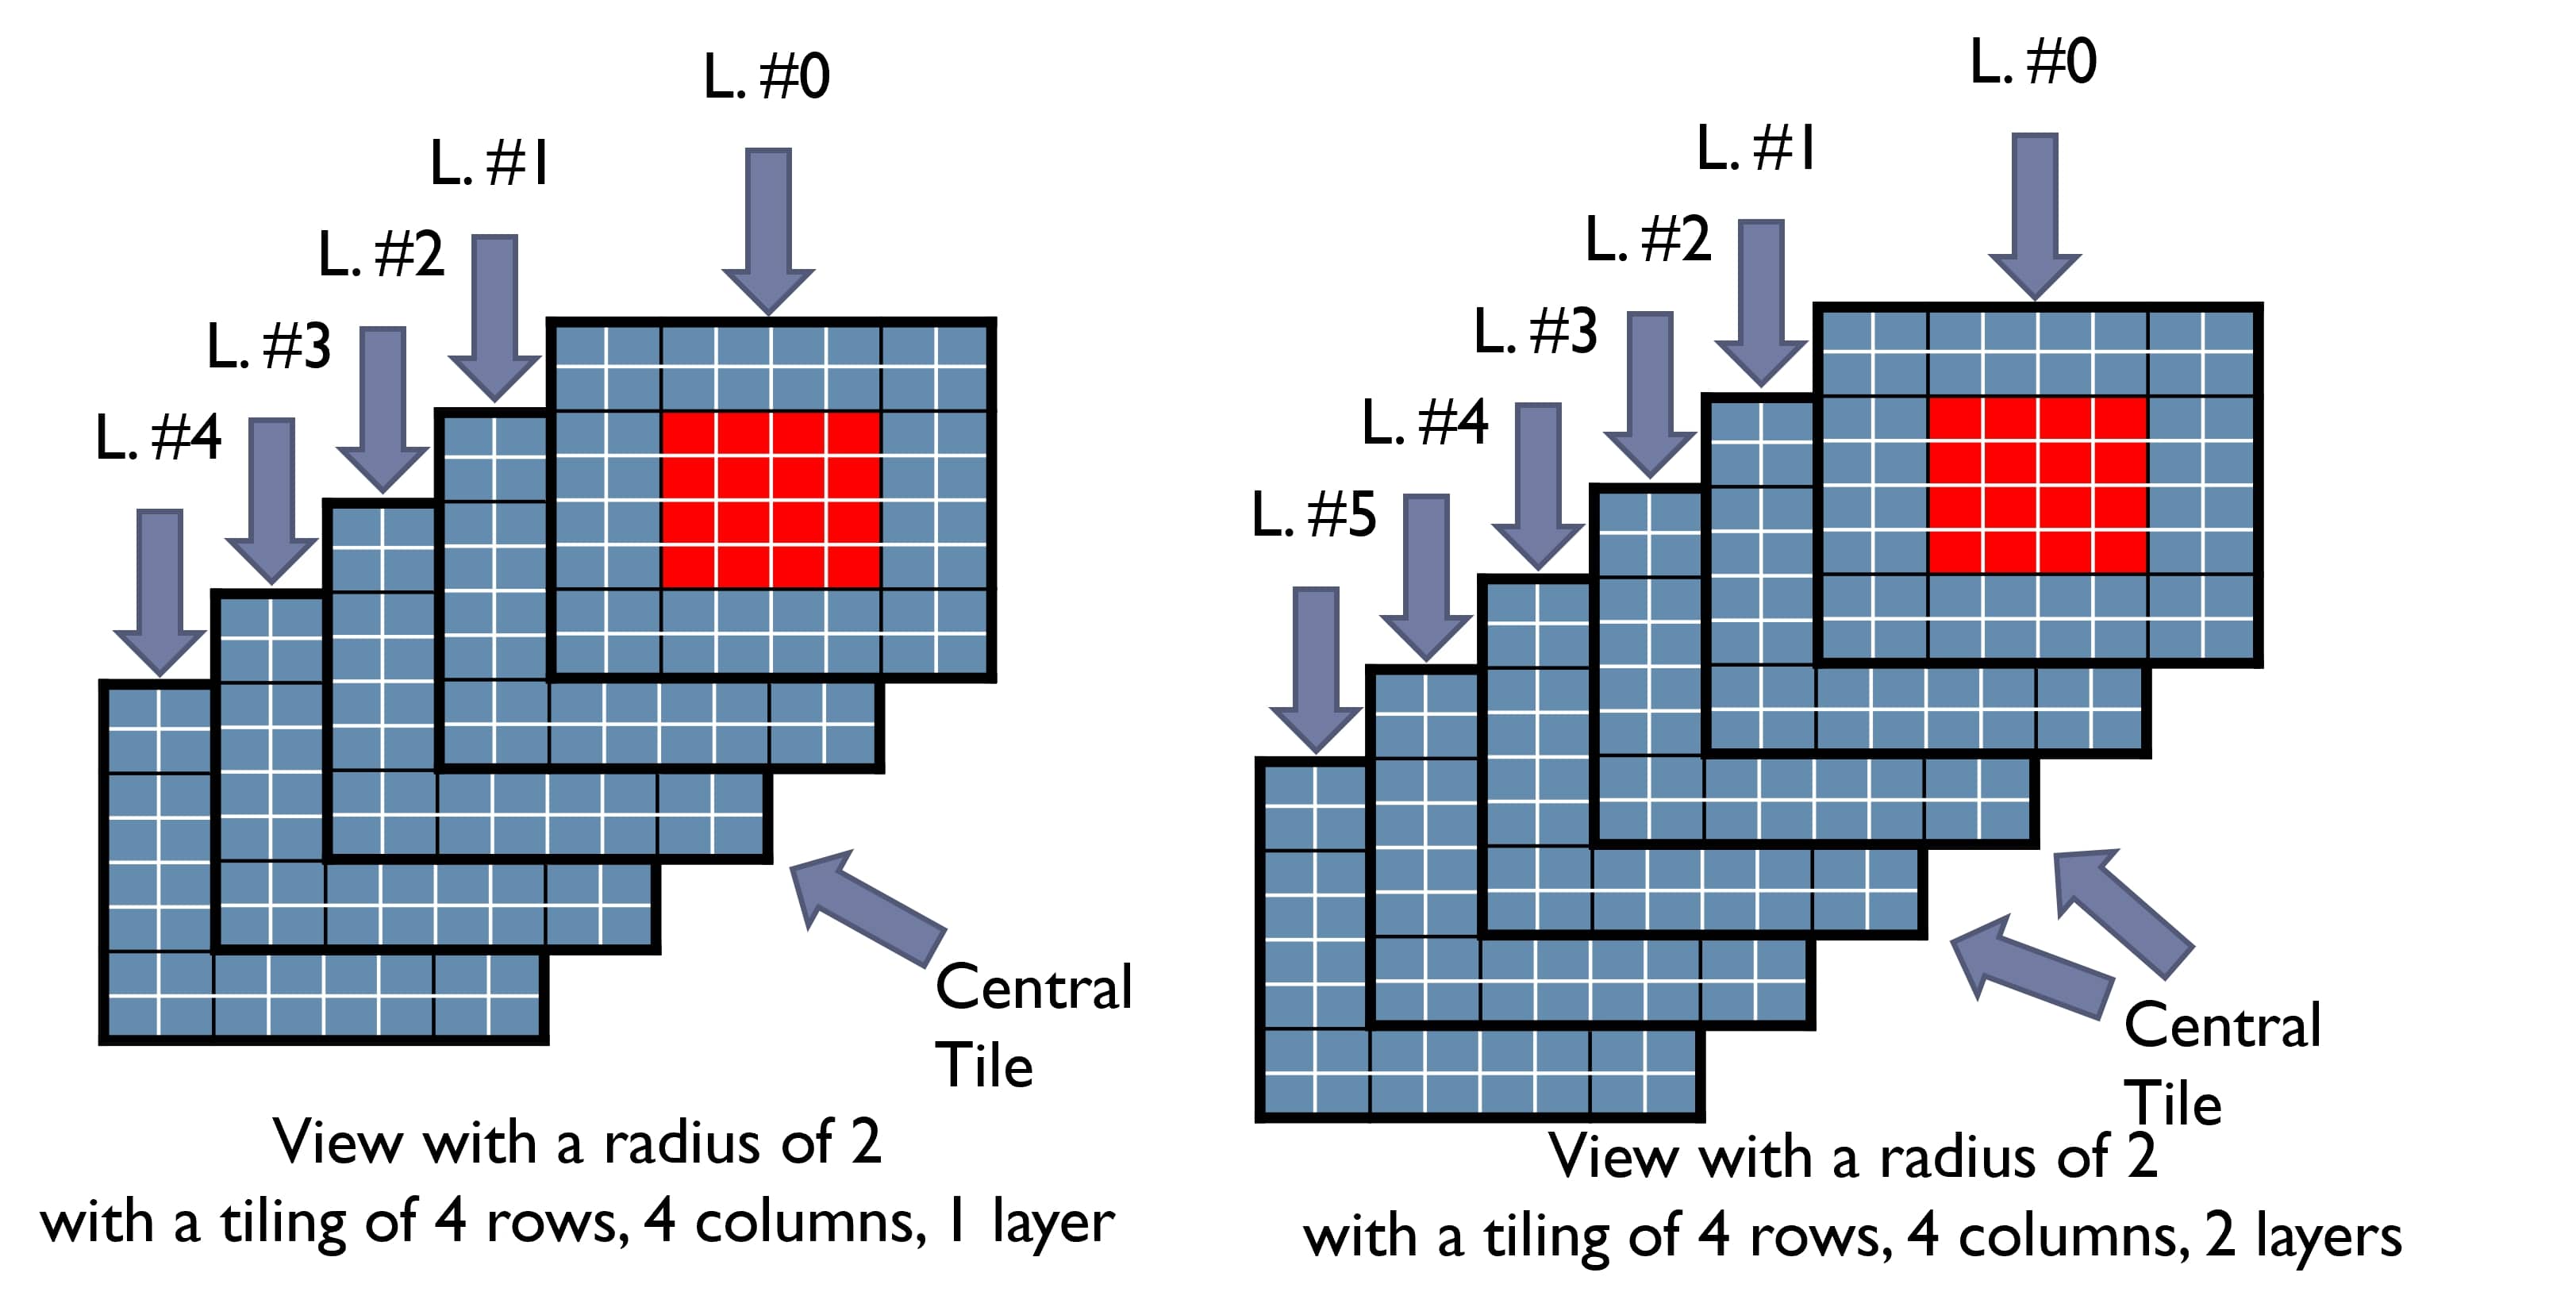 L. #0
L. #1
L. #2
L. #3
L. #4
Central
Tile
View with a radius of 2
with a tiling of 4 rows, 4 columns, 1 layer
L. #0
L. #1
L. #2
L. #3
L. #4
L. #5
Central
Tile
View with a radius of 2
with a tiling of 4 rows, 4 columns, 2 layers